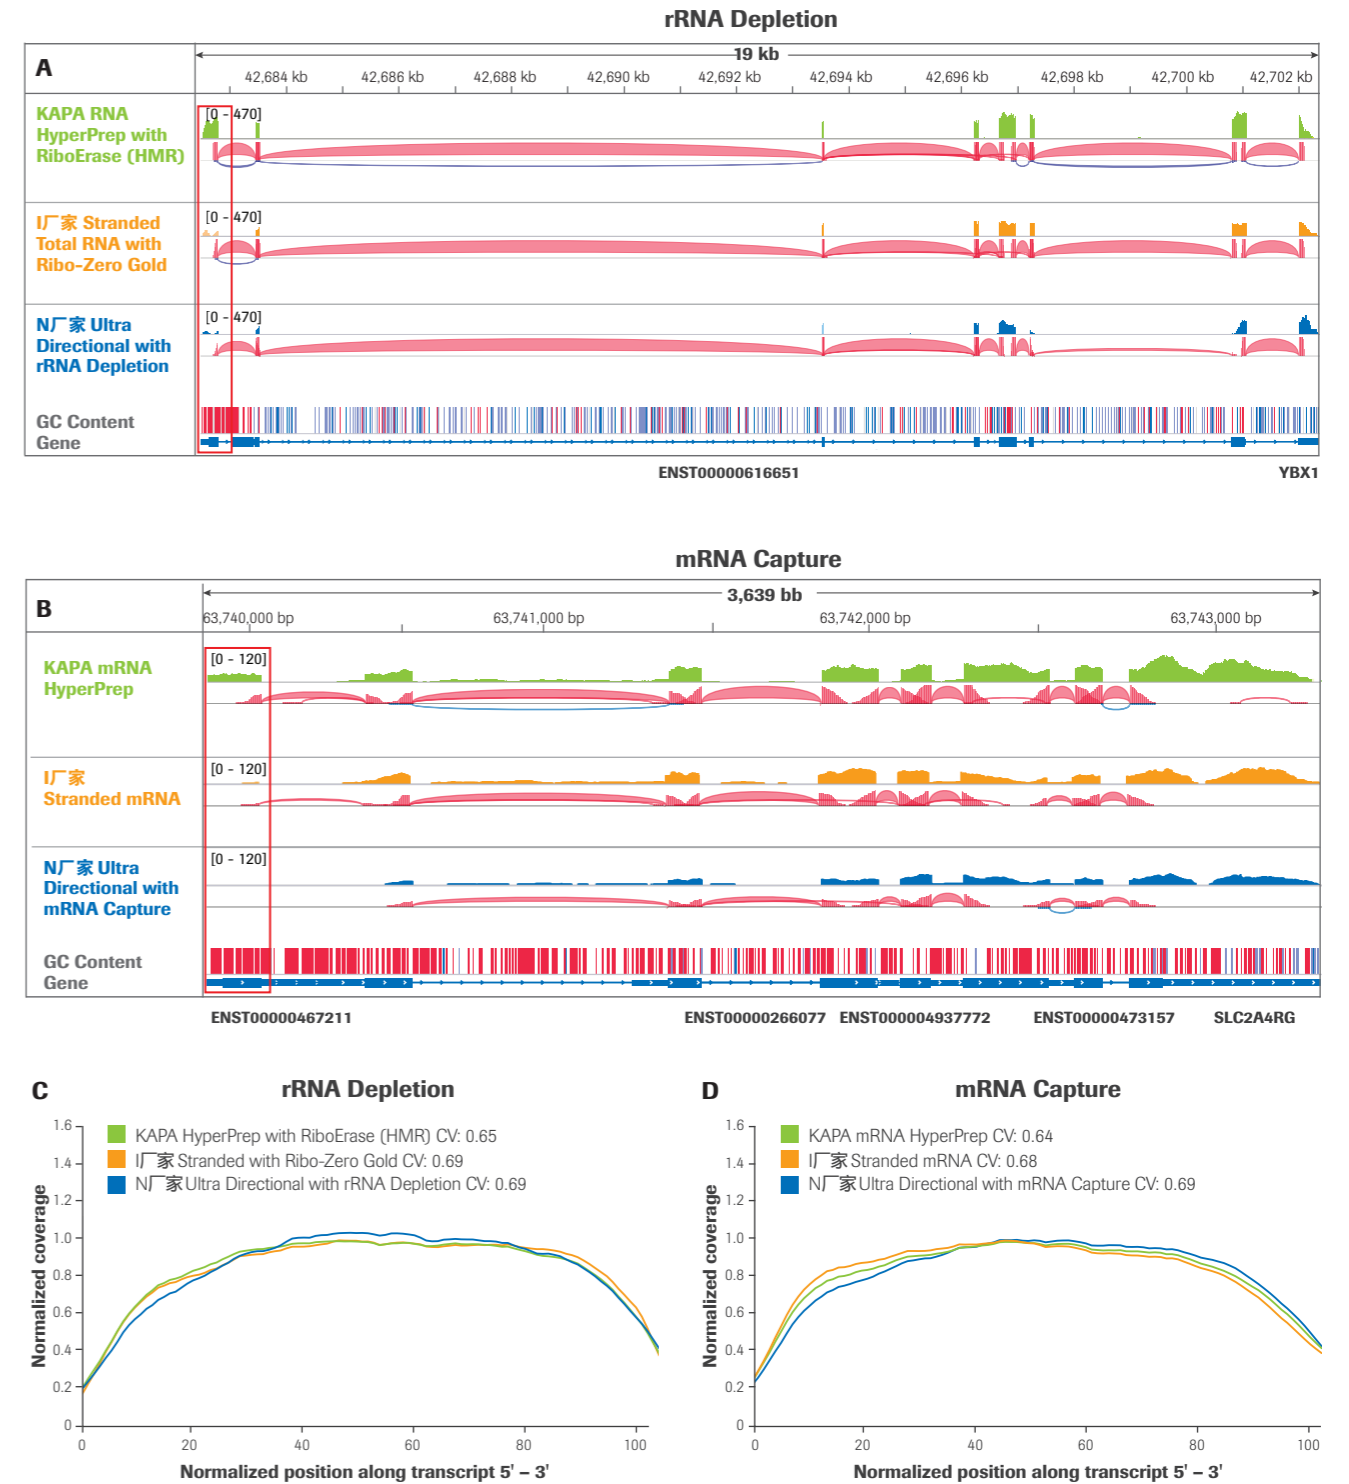 rRNA Depletion
A
19 kb
42,684 kb 42,686 kb 42,688 kb 42,690 kb 42,692 kb 42,694 kb 42,696 kb 42,698 kb 42,700 kb 42,702 kb
KAPA RNA
HyperPrep with
RiboErase (HMR)
[0 - 470]
I厂家 Stranded
Total RNA with
Ribo-Zero Gold
[0 - 470]
N厂家 Ultra
Directional with
rRNA Depletion
[0 - 470]
GC Content
Gene
ENST00000616651 YBX1
mRNA Capture
B
3,639 bb
63,740,000 bp 63,741,000 bp 63,742,000 bp 63,743,000 bp
KAPA mRNA
HyperPrep
[0 - 120]
I厂家
Stranded mRNA
[0 - 120]
N厂家 Ultra
Directional with
mRNA Capture
[0 - 120]
GC Content
Gene
ENST00000467211 ENST00000266077 ENST000004937772 ENST00000473157 SLC2A4RG
C rRNA Depletion
KAPA HyperPrep with RiboErase (HMR) CV: 0.65
I厂家 Stranded with Ribo-Zero Gold CV: 0.69
N厂家 Ultra Directional with rRNA Depletion CV: 0.69
Normalized coverage
1.6
1.4
1.2
1.0
0.8
0.6
0.4
0.2
0
0 20 40 60 80 100
Normalized position along transcript 5' – 3'
D mRNA Capture
KAPA mRNA HyperPrep CV: 0.64
I厂家 Stranded mRNA CV: 0.68
N厂家 Ultra Directional with mRNA Capture CV: 0.69
Normalized coverage
1.6
1.4
1.2
1.0
0.8
0.6
0.4
0.2
0
0 20 40 60 80 100
Normalized position along transcript 5' – 3'